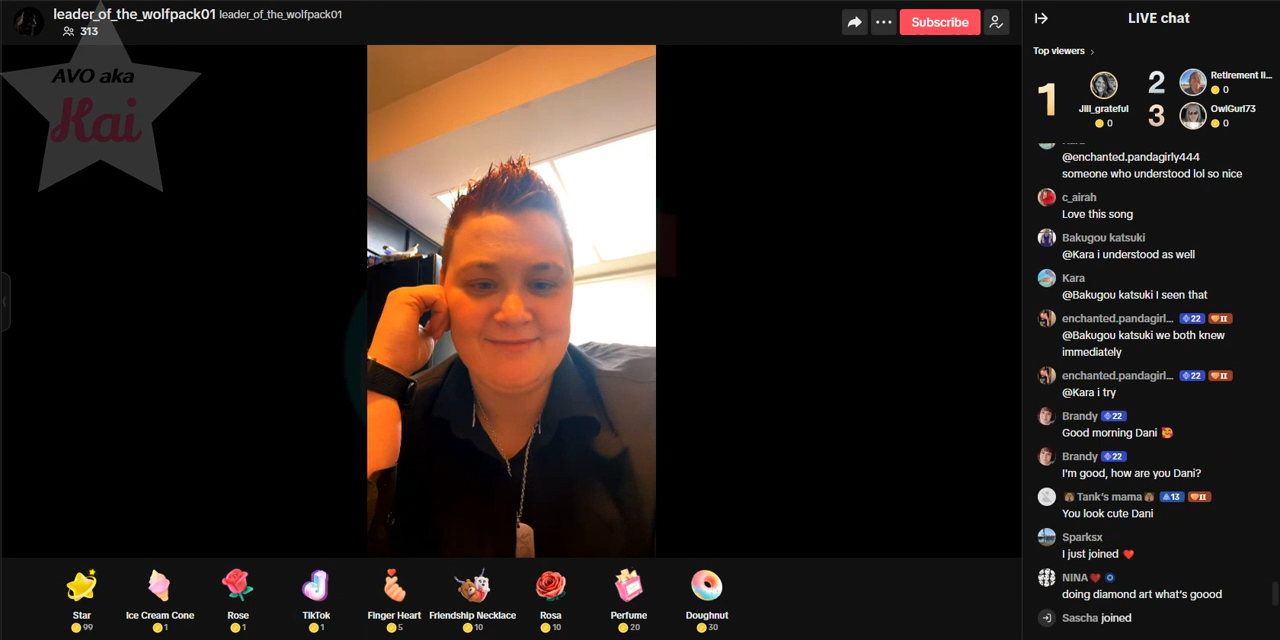 leader_of_the_wolfpack01 leader_of_the_wolfpack01
313
Subscribe
AVO aka
Kai
LIVE chat
Top viewers
1
Jill_grateful
0
2
Retirement li...
0
3
OwlGurl73
0
@enchanted.pandagirly444
someone who understood lol so nice
c_airah
Love this song
Bakugou katsuki
@Kara i understood as well
Kara
@Bakugou katsuki I seen that
enchanted.pandagirl... 22 II
@Bakugou katsuki we both knew
immediately
enchanted.pandagirl... 22 II
@Kara i try
Brandy 22
Good morning Dani 🥰
Brandy 22
I'm good, how are you Dani?
Tank's mama 13 II
You look cute Dani
Sparksx
I just joined ❤️
NINA❤️🧿
doing diamond art what's goood
Sascha joined
Star
99
Ice Cream Cone
1
Rose
1
TikTok
1
Finger Heart
5
Friendship Necklace
10
Rosa
10
Perfume
20
Doughnut
30